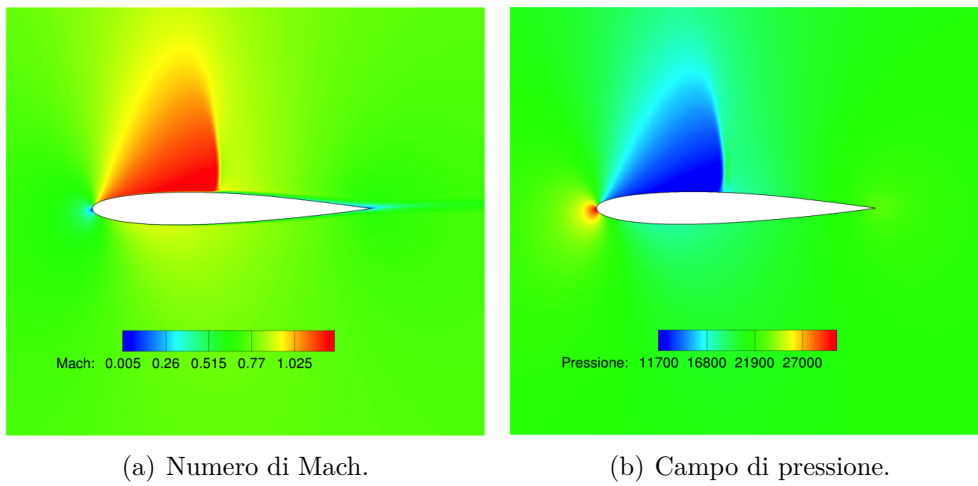 Mach: 0.005 0.26 0.515 0.77 1.025
Pressione: 11700 16800 21900 27000
(a) Numero di Mach.
(b) Campo di pressione.